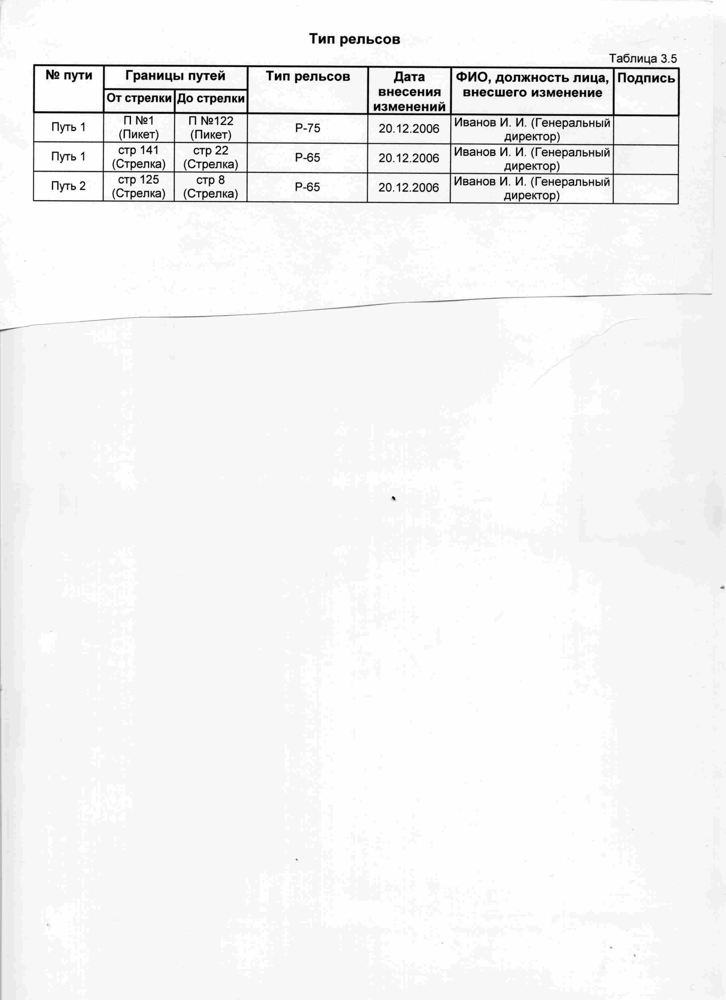 Тип рельсов
Таблица 3.5
№ пути
Границы путей
От стрелки
До стрелки
Тип рельсов
Дата
внесения
изменений
ФИО, должность лица,
внесшего изменение
Подпись
Путь 1
П №1
(Пикет)
П №122
(Пикет)
Р-75
20.12.2006
Иванов И. И. (Генеральный
директор)
Путь 1
стр 141
(Стрелка)
стр 22
(Стрелка)
Р-65
20.12.2006
Иванов И. И. (Генеральный
директор)
Путь 2
стр 125
(Стрелка)
стр 8
(Стрелка)
Р-65
20.12.2006
Иванов И. И. (Генеральный
директор)